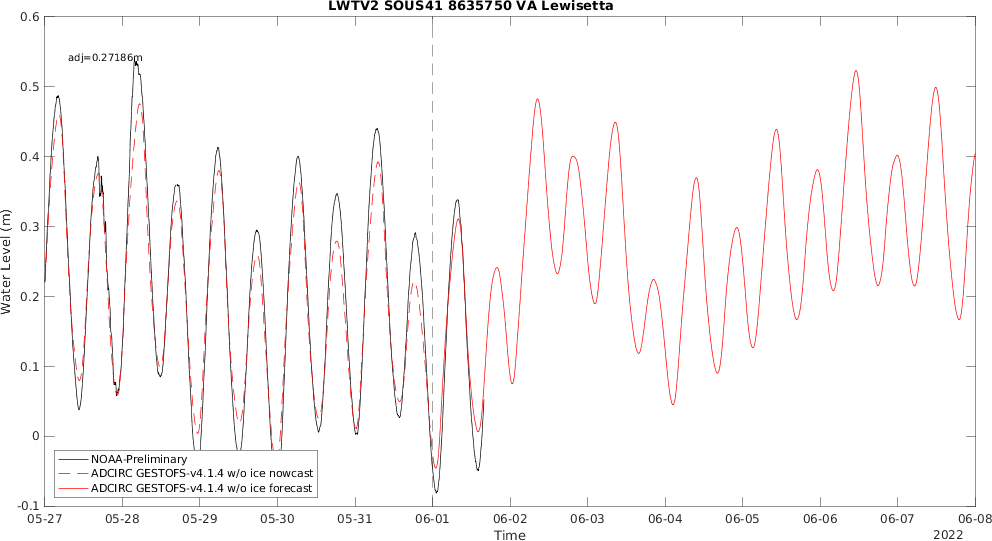 LWTV2 SOUS41 8635750 VA Lewisetta
adj=0.27186m
Water Level (m)
0.6
0.5
0.4
0.3
0.2
0.1
0
-0.1
NOAA-Preliminary
ADCIRC GESTOFS-v4.1.4 w/o ice nowcast
ADCIRC GESTOFS-v4.1.4 w/o ice forecast
05-27 05-28 05-29 05-30 05-31 06-01 06-02 06-03 06-04 06-05 06-06 06-07 06-08
Time
2022